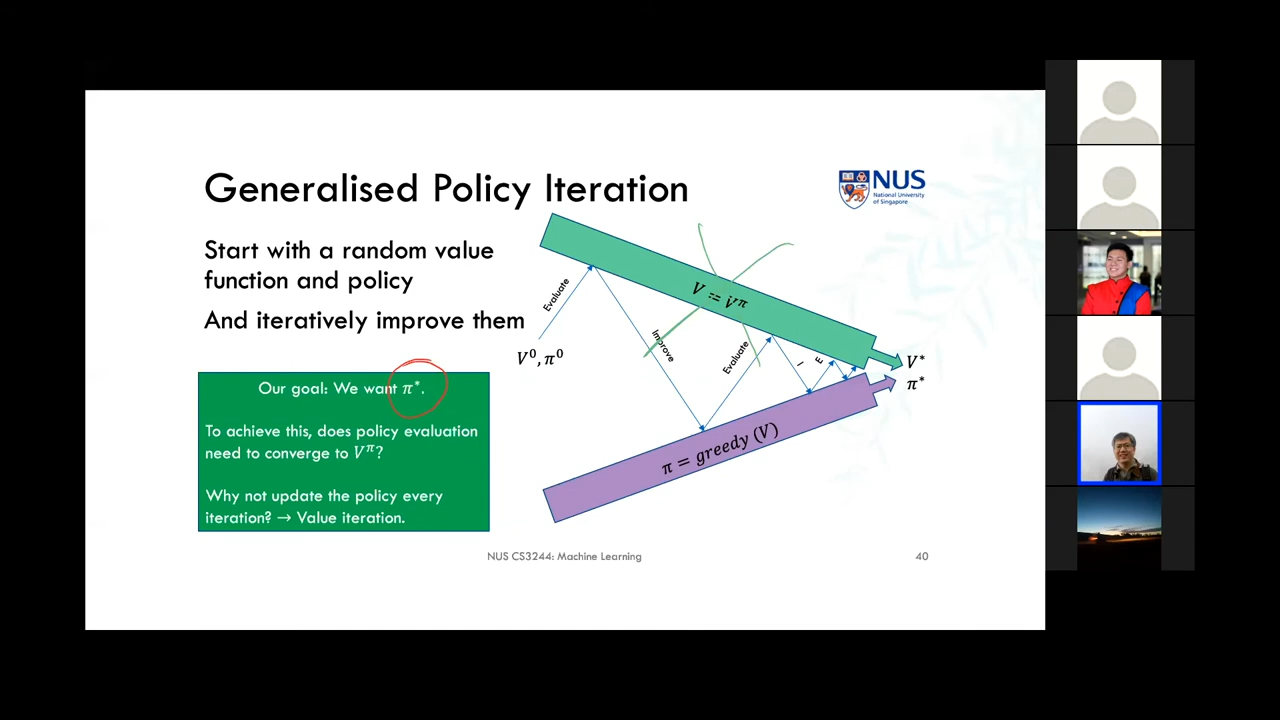 Generalised Policy Iteration
NUS
National University
of Singapore
Start with a random value
function and policy
And iteratively improve them
Evaluate
V⁰, π⁰
Improve
Evaluate
I
E
V = V^π
π = greedy (V)
V*
π*
Our goal: We want π*.
To achieve this, does policy evaluation
need to converge to V^π?
Why not update the policy every
iteration? → Value iteration.
NUS CS3244: Machine Learning
40